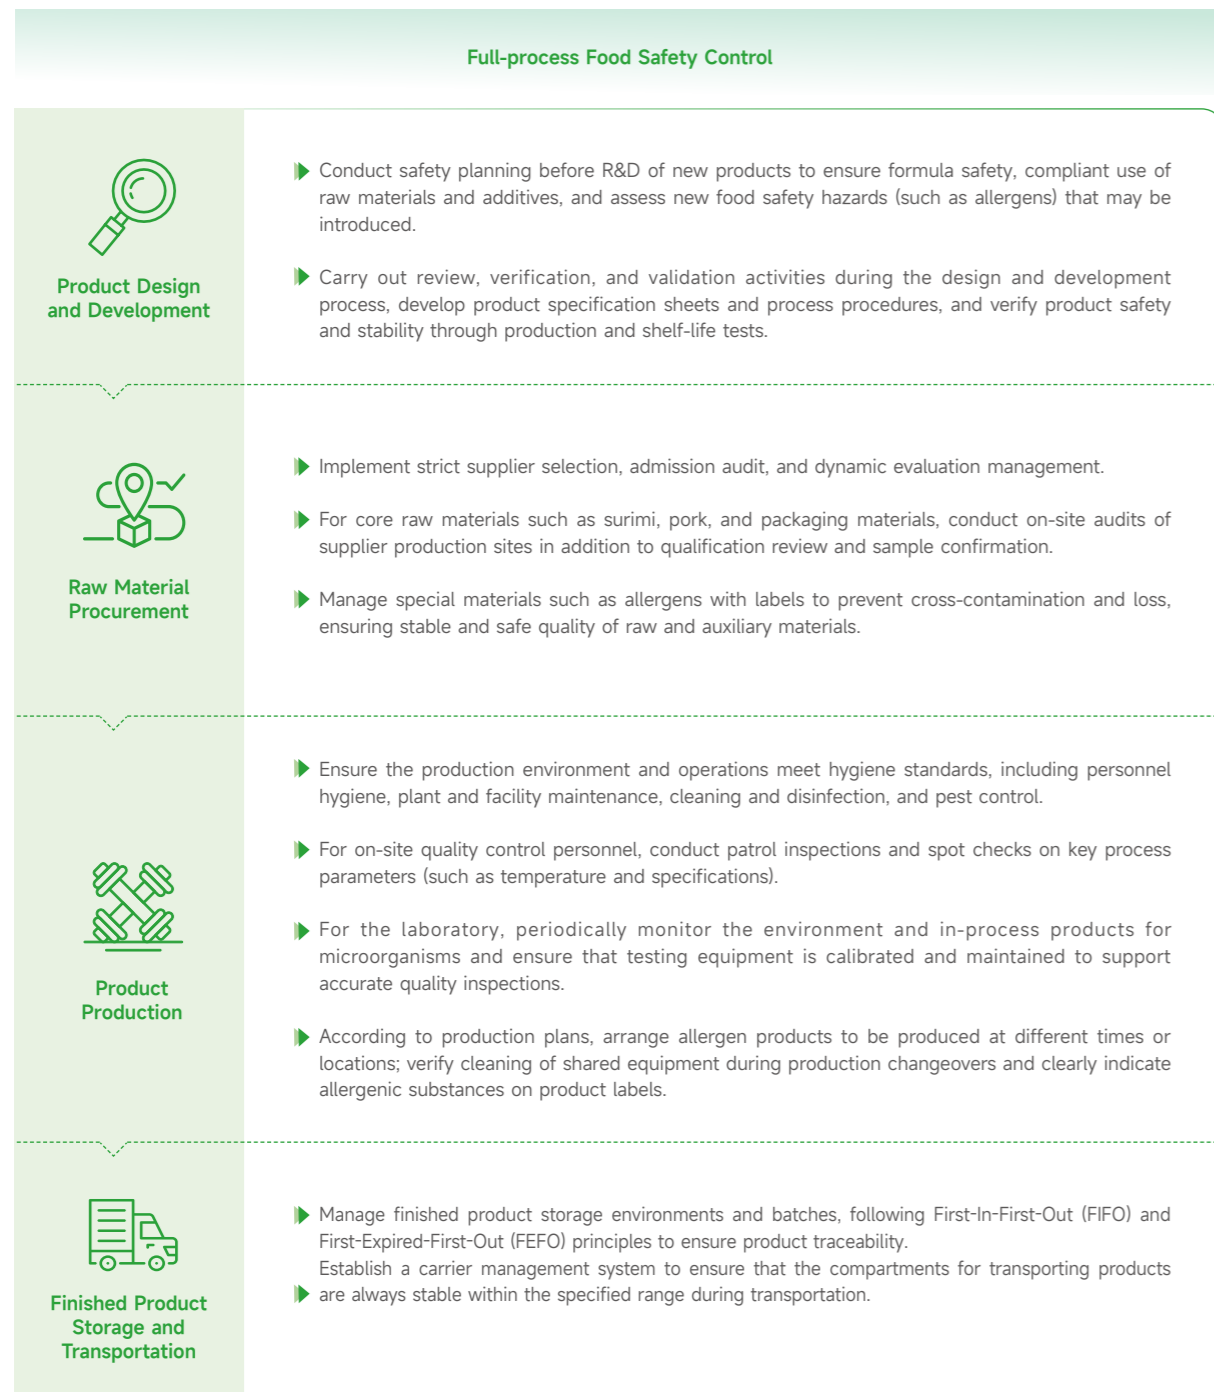 Full-process Food Safety Control
Product Design
and Development
Conduct safety planning before R&D of new products to ensure formula safety, compliant use of
raw materials and additives, and assess new food safety hazards (such as allergens) that may be
introduced.
Carry out review, verification, and validation activities during the design and development
process, develop product specification sheets and process procedures, and verify product safety
and stability through production and shelf-life tests.
Raw Material
Procurement
Implement strict supplier selection, admission audit, and dynamic evaluation management.
For core raw materials such as surimi, pork, and packaging materials, conduct on-site audits of
supplier production sites in addition to qualification review and sample confirmation.
Manage special materials such as allergens with labels to prevent cross-contamination and loss,
ensuring stable and safe quality of raw and auxiliary materials.
Product
Production
Ensure the production environment and operations meet hygiene standards, including personnel
hygiene, plant and facility maintenance, cleaning and disinfection, and pest control.
For on-site quality control personnel, conduct patrol inspections and spot checks on key process
parameters (such as temperature and specifications).
For the laboratory, periodically monitor the environment and in-process products for
microorganisms and ensure that testing equipment is calibrated and maintained to support
accurate quality inspections.
According to production plans, arrange allergen products to be produced at different times or
locations; verify cleaning of shared equipment during production changeovers and clearly indicate
allergenic substances on product labels.
Finished Product
Storage and
Transportation
Manage finished product storage environments and batches, following First-In-First-Out (FIFO) and
First-Expired-First-Out (FEFO) principles to ensure product traceability.
Establish a carrier management system to ensure that the compartments for transporting products
are always stable within the specified range during transportation.